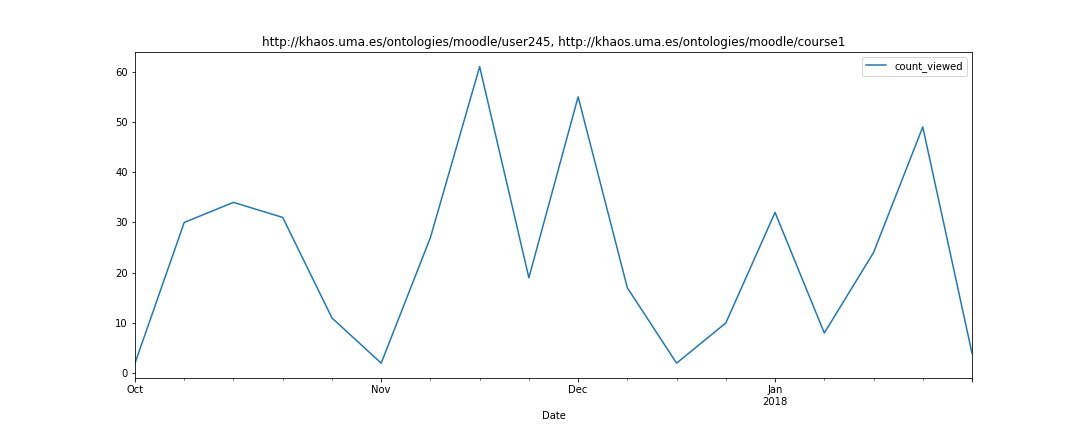 http://khaos.uma.es/ontologies/moodle/user245, http://khaos.uma.es/ontologies/moodle/course1
count_viewed
60
50
40
30
20
10
0
Oct Nov Dec Jan
2018
Date